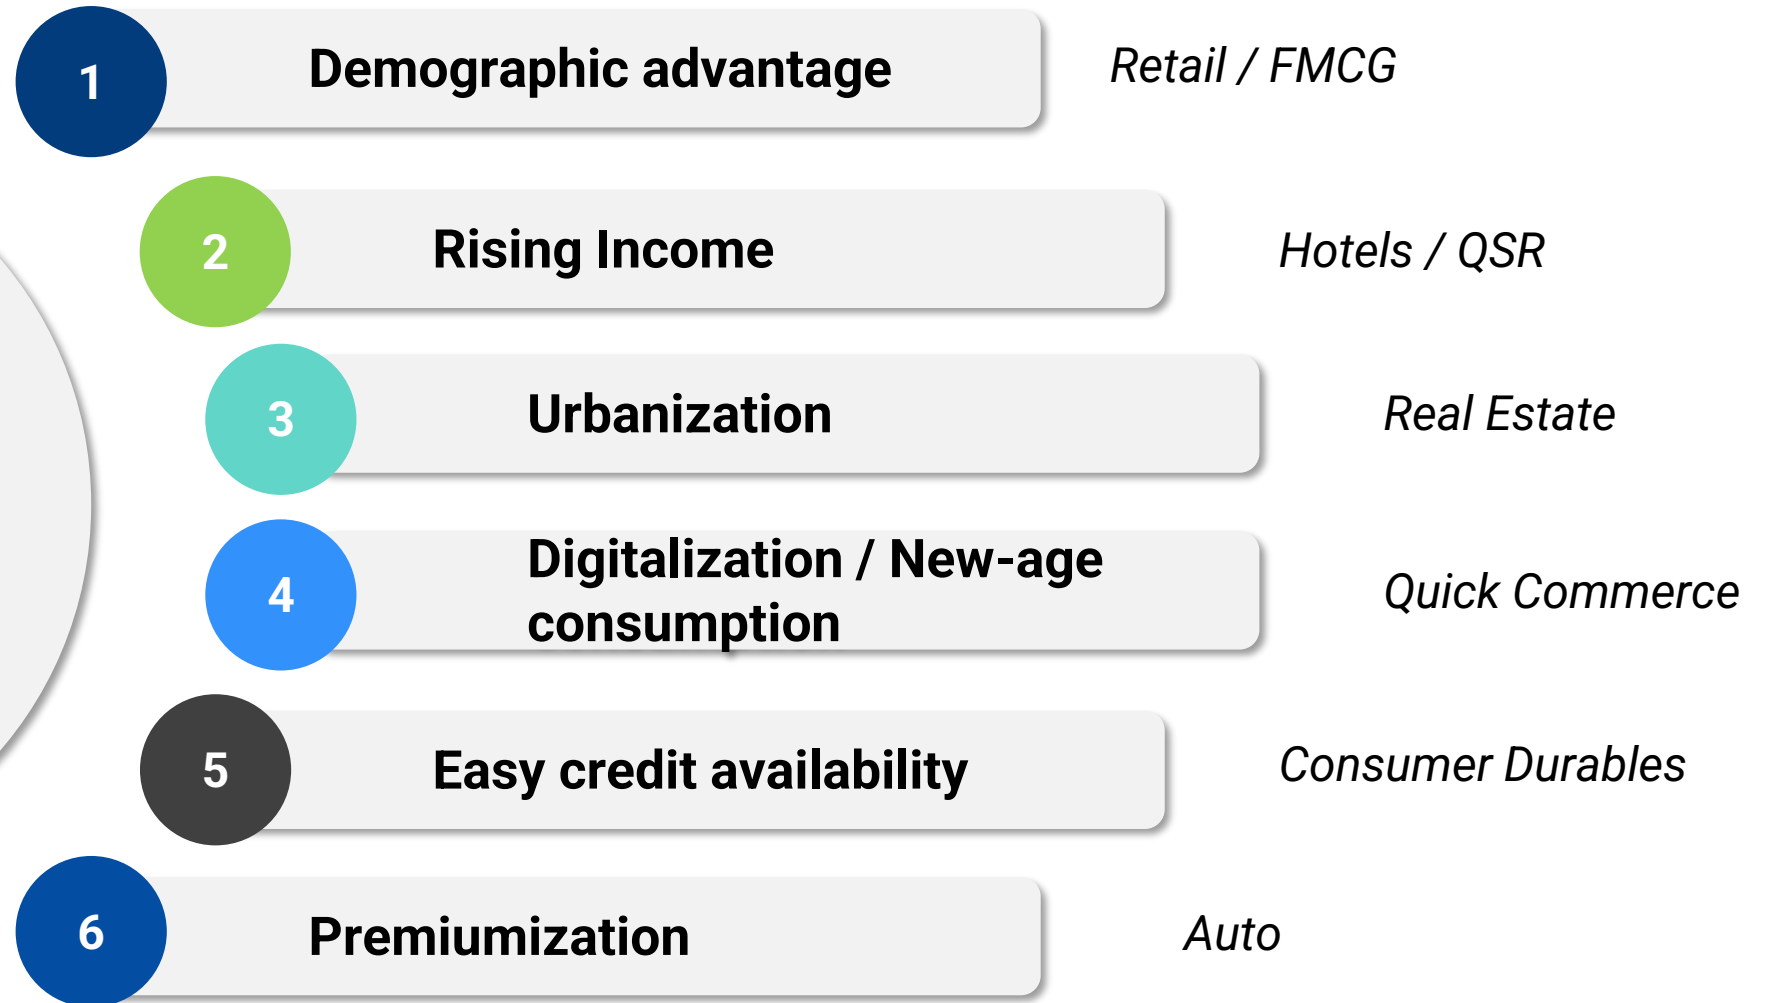 1
Demographic advantage
Retail / FMCG
2
Rising Income
Hotels / QSR
3
Urbanization
Real Estate
4
Digitalization / New-age
consumption
Quick Commerce
5
Easy credit availability
Consumer Durables
6
Premiumization
Auto